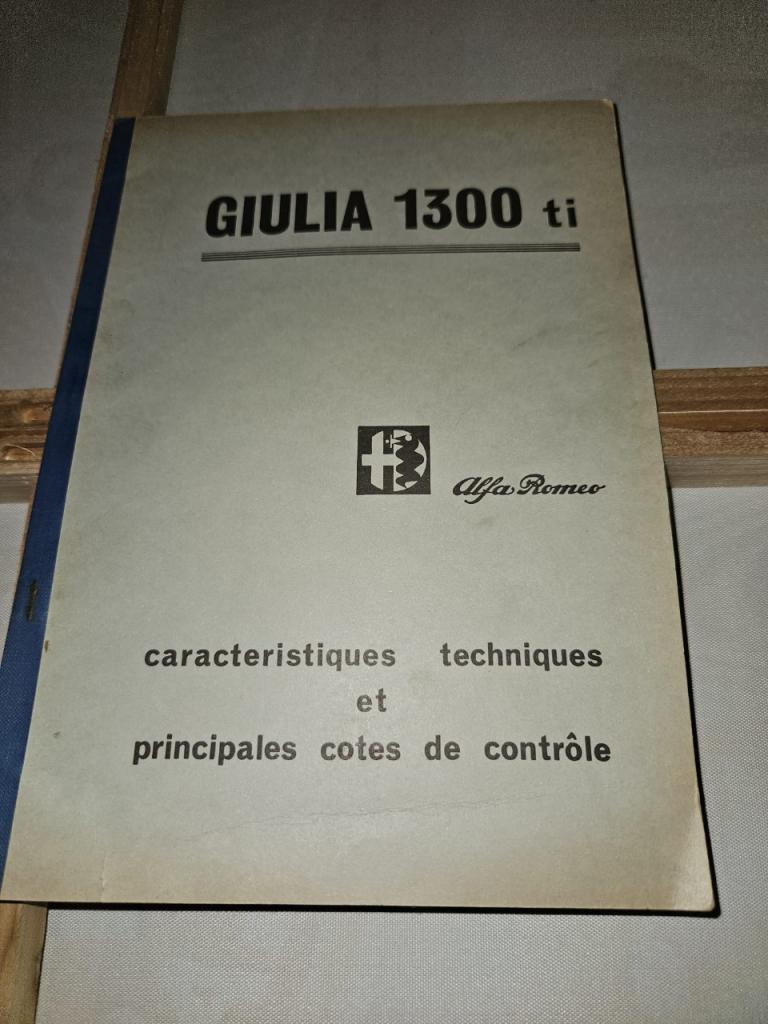 GIULIA 1300 ti
Alfa Romeo
caracteristiques techniques
et
principales cotes de contrôle